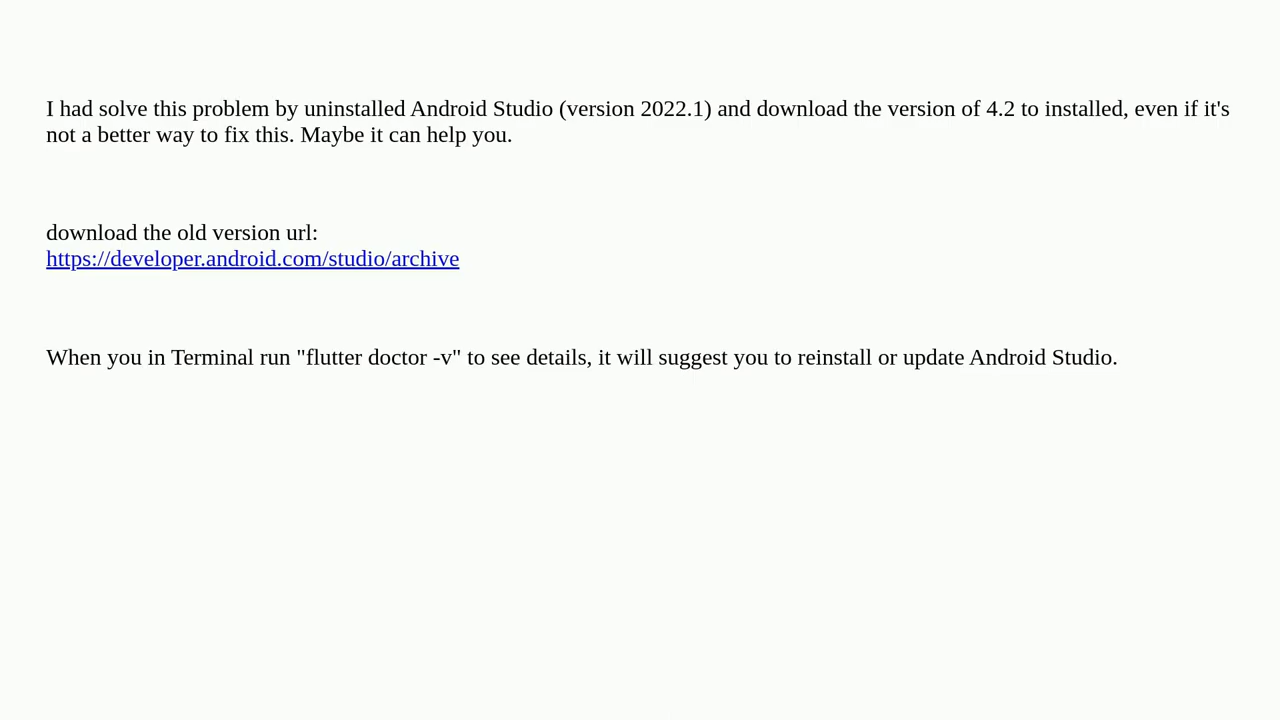 I had solve this problem by uninstalled Android Studio (version 2022.1) and download the version of 4.2 to installed, even if it's
not a better way to fix this. Maybe it can help you.
download the old version url:
https://developer.android.com/studio/archive
When you in Terminal run "flutter doctor -v" to see details, it will suggest you to reinstall or update Android Studio.